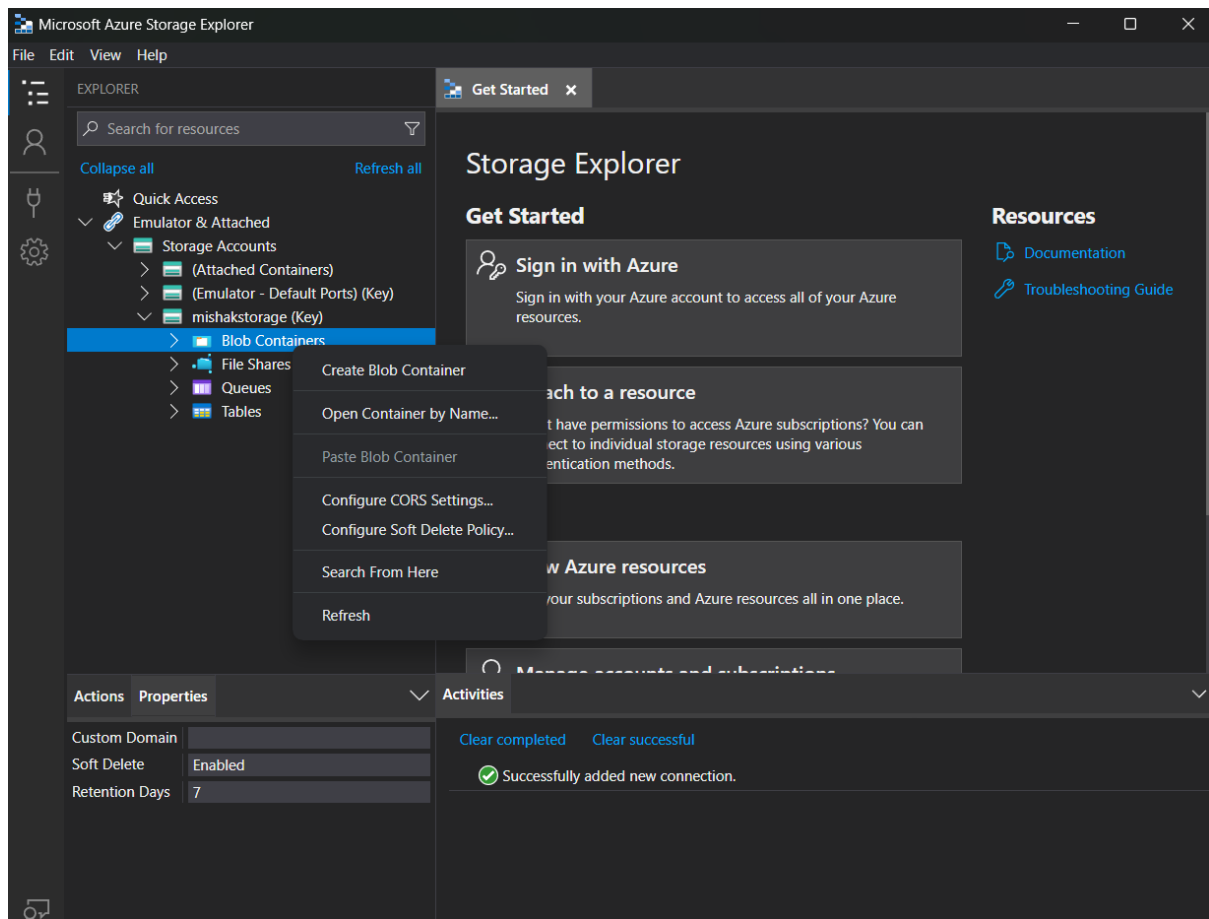 Microsoft Azure Storage Explorer
File Edit View Help
EXPLORER
Search for resources
Collapse all
Refresh all
Quick Access
Emulator & Attached
Storage Accounts
(Attached Containers)
(Emulator - Default Ports) (Key)
mishakstorage (Key)
Blob Containers
File Shares
Queues
Tables
Create Blob Container
Open Container by Name...
Paste Blob Container
Configure CORS Settings...
Configure Soft Delete Policy...
Search From Here
Refresh
Get Started
Storage Explorer
Get Started
Sign in with Azure
Sign in with your Azure account to access all of your Azure
resources.
to a resource
have permissions to access Azure subscriptions? You can
to individual storage resources using various
methods.
Azure resources
your subscriptions and Azure resources all in one place.
Manage accounts and subscriptions
Resources
Documentation
Troubleshooting Guide
Actions Properties
Custom Domain
Soft Delete Enabled
Retention Days 7
Activities
Clear completed Clear successful
Successfully added new connection.